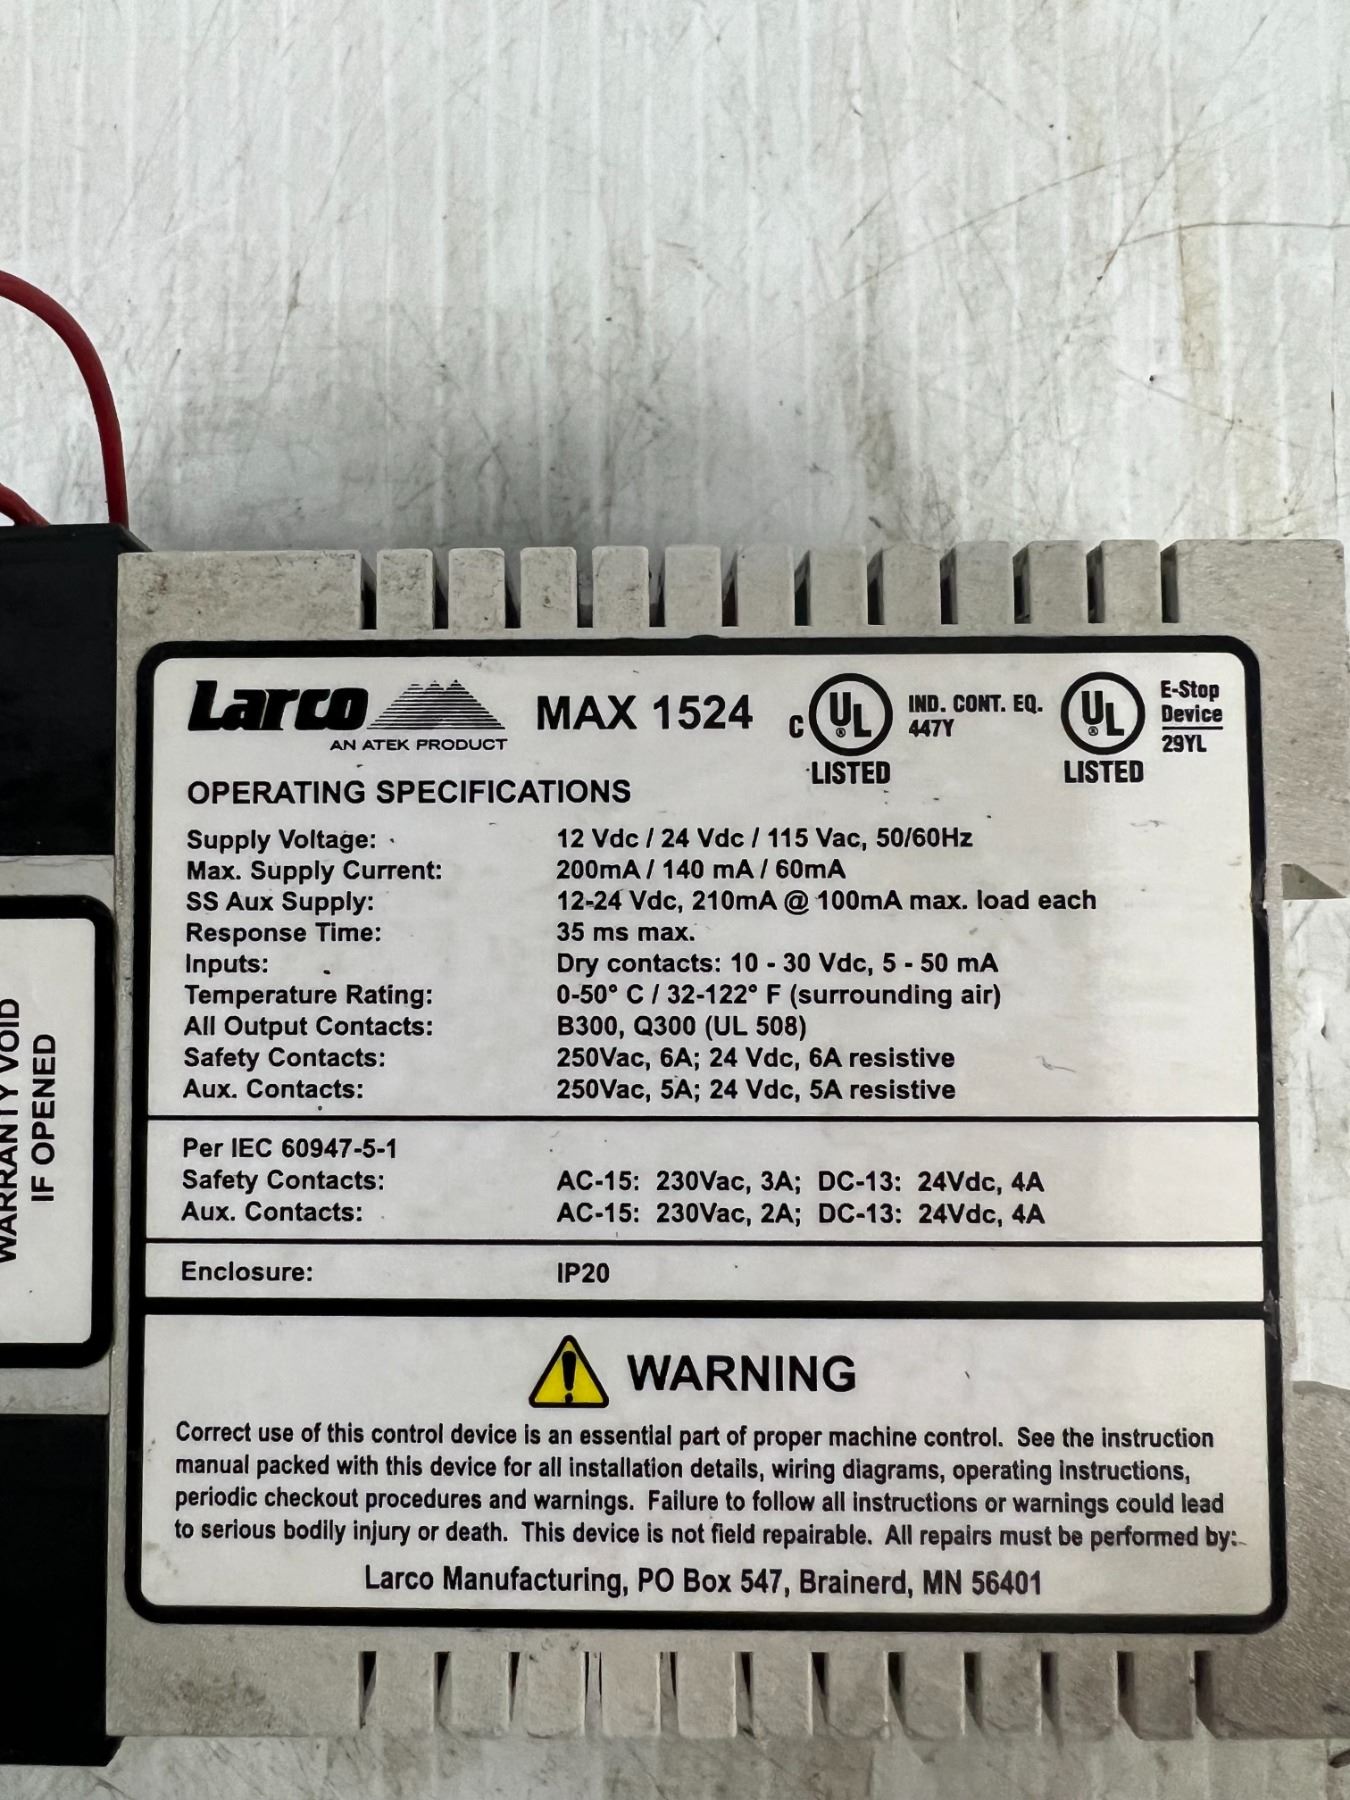 Larco
AN ATEK PRODUCT
MAX 1524
C UL ® LISTED
IND. CONT. EQ.
447Y
UL ® LISTED
E-Stop
Device
29YL
OPERATING SPECIFICATIONS
Supply Voltage: 12 Vdc / 24 Vdc / 115 Vac, 50/60Hz
Max. Supply Current: 200mA / 140 mA / 60mA
SS Aux Supply: 12-24 Vdc, 210mA @ 100mA max. load each
Response Time: 35 ms max.
Inputs: Dry contacts: 10 - 30 Vdc, 5 - 50 mA
Temperature Rating: 0-50° C / 32-122° F (surrounding air)
All Output Contacts: B300, Q300 (UL 508)
Safety Contacts: 250Vac, 6A; 24 Vdc, 6A resistive
Aux. Contacts: 250Vac, 5A; 24 Vdc, 5A resistive
Per IEC 60947-5-1
Safety Contacts: AC-15: 230Vac, 3A; DC-13: 24Vdc, 4A
Aux. Contacts: AC-15: 230Vac, 2A; DC-13: 24Vdc, 4A
Enclosure: IP20
WARNING
Correct use of this control device is an essential part of proper machine control. See the instruction
manual packed with this device for all installation details, wiring diagrams, operating instructions,
periodic checkout procedures and warnings. Failure to follow all instructions or warnings could lead
to serious bodily injury or death. This device is not field repairable. All repairs must be performed by:
Larco Manufacturing, PO Box 547, Brainerd, MN 56401
WARRANTY VOID
IF OPENED